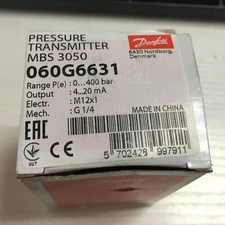 PRESSURE
TRANSMITTER
MBS 3050
Danfoss
6430 Nordborg,
Denmark
060G6631
Range P(e) : 0...400 bar
Output : 4...20 mA
Electr. : M12x1
Mech. : G 1/4
MADE IN CHINA
EAC
5 702428 997911